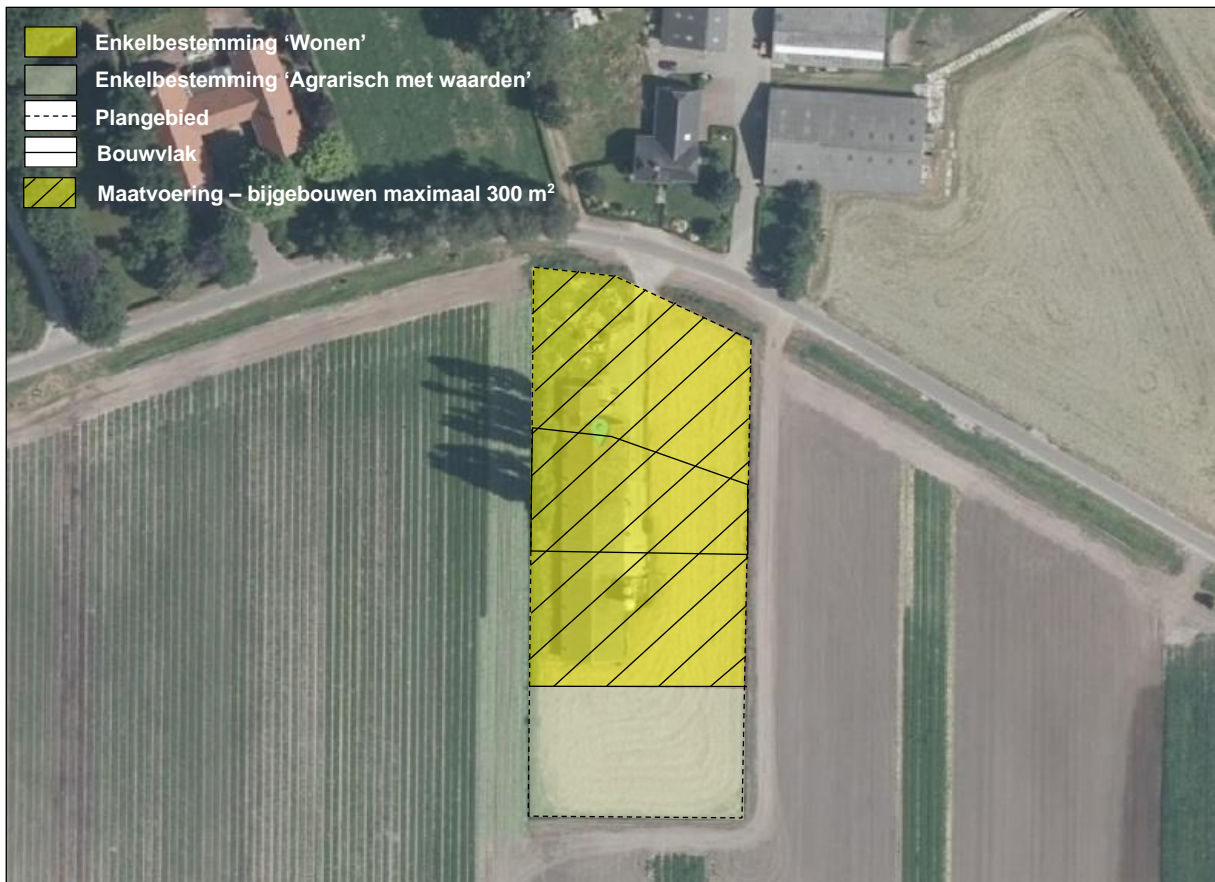 Enkelbestemming ‘Wonen’
Enkelbestemming ‘Agrarisch met waarden’
Plangebied
Bouwvlak
Maatvoering – bijgebouwen maximaal 300 m²